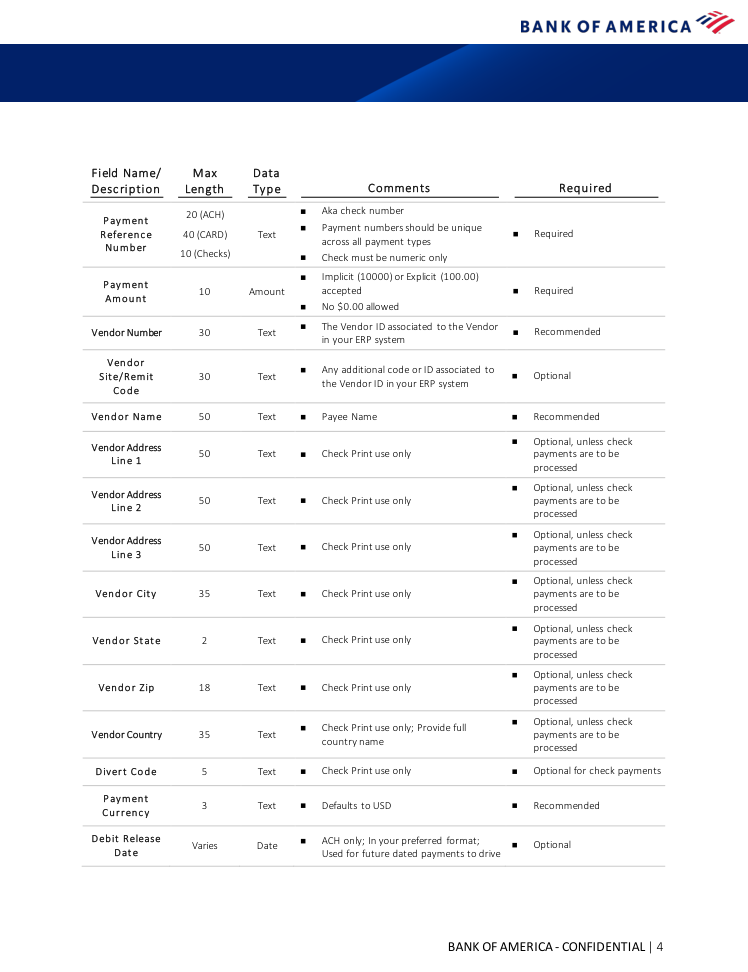 BANK OF AMERICA
Field Name/ Description Max Length Data Type Comments Required
Payment Reference Number
20 (ACH)
40 (CARD)
10 (Checks)
Text
Aka check number
Payment numbers should be unique
across all payment types
Check must be numeric only
Required
Payment Amount
10
Amount
Implicit (10000) or Explicit (100.00)
accepted
No $0.00 allowed
Required
Vendor Number
30
Text
The Vendor ID associated to the Vendor
in your ERP system
Recommended
Vendor
Site/Remit
Code
30
Text
Any additional code or ID associated to
the Vendor ID in your ERP system
Optional
Vendor Name
50
Text
Payee Name
Recommended
Vendor Address
Line 1
50
Text
Check Print use only
Optional, unless check
payments are to be
processed
Vendor Address
Line 2
50
Text
Check Print use only
Optional, unless check
payments are to be
processed
Vendor Address
Line 3
50
Text
Check Print use only
Optional, unless check
payments are to be
processed
Vendor City
35
Text
Check Print use only
Optional, unless check
payments are to be
processed
Vendor State
2
Text
Check Print use only
Optional, unless check
payments are to be
processed
Vendor Zip
18
Text
Check Print use only
Optional, unless check
payments are to be
processed
Vendor Country
35
Text
Check Print use only; Provide full
country name
Optional, unless check
payments are to be
processed
Divert Code
5
Text
Check Print use only
Optional for check payments
Payment
Currency
3
Text
Defaults to USD
Recommended
Debit Release
Date
Varies
Date
ACH only; In your preferred format;
Used for future dated payments to drive
Optional
BANK OF AMERICA - CONFIDENTIAL | 4